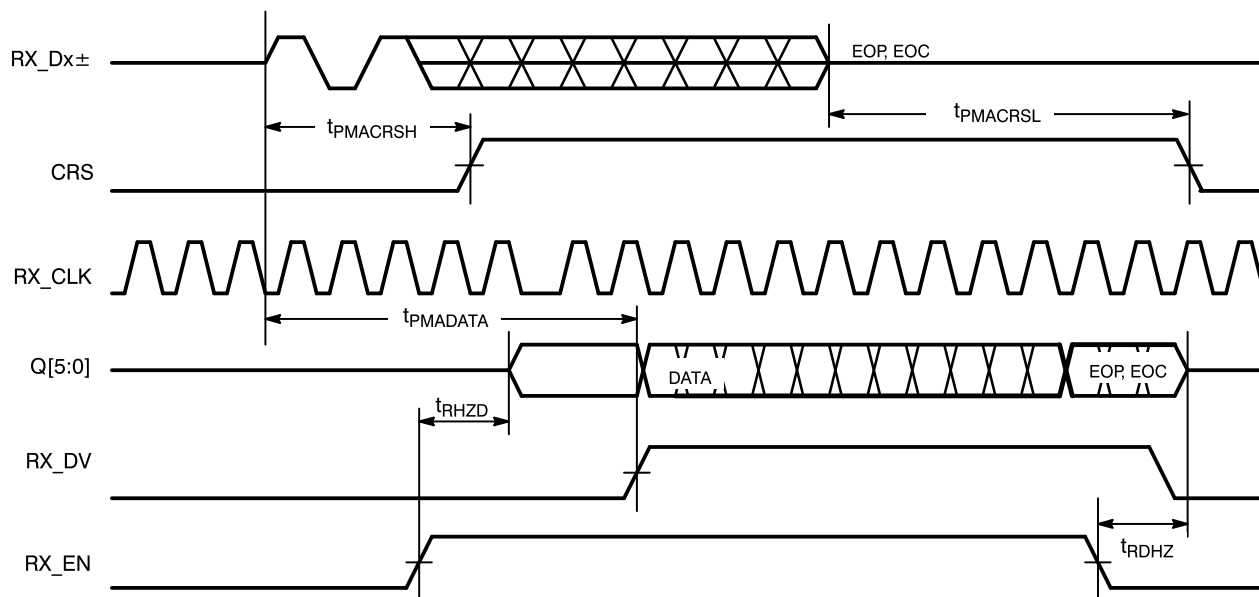 RX_Dx±
EOP, EOC
tPMACRSH
tPMACRSL
CRS
RX_CLK
tPMADATA
Q[5:0]
DATA
EOP, EOC
tRHZD
RX_DV
RX_EN
tRDHZ